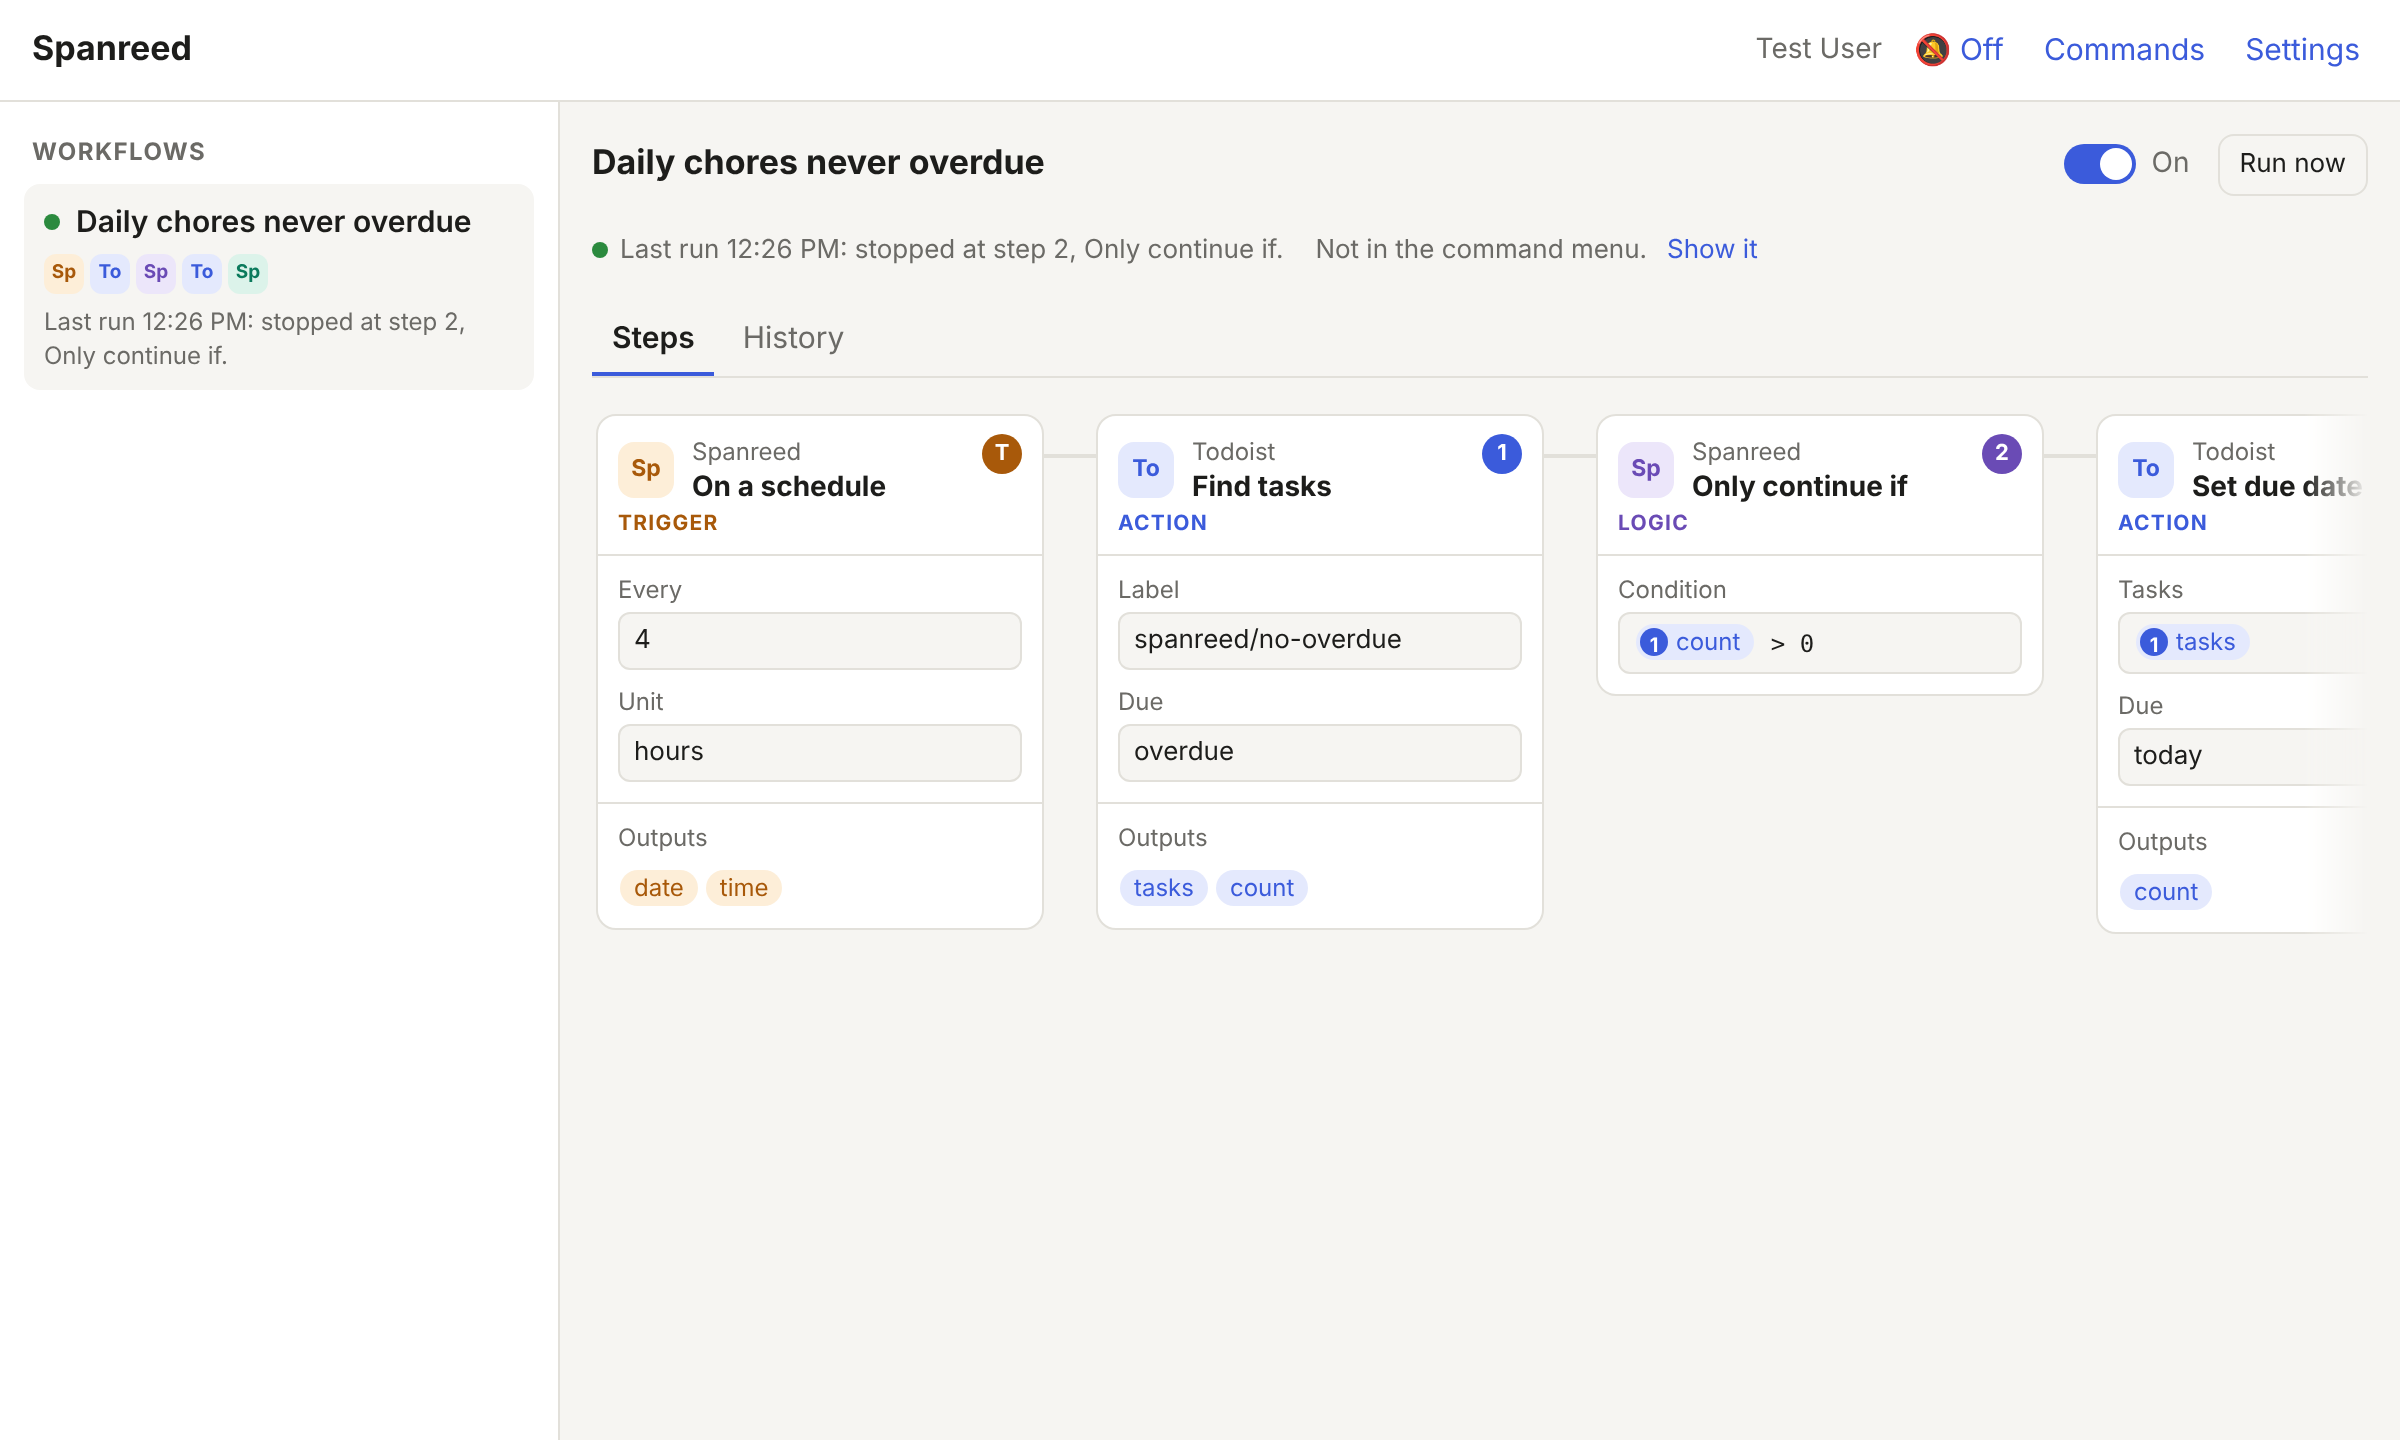 Spanreed
Test User
Off
Commands
Settings
WORKFLOWS
Daily chores never overdue
Sp To Sp To Sp
Last run 12:26 PM: stopped at step 2,
Only continue if.
Daily chores never overdue
On
Run now
Last run 12:26 PM: stopped at step 2, Only continue if.
Not in the command menu.
Show it
Steps
History
Sp
Spanreed
On a schedule
T
TRIGGER
Every
4
Unit
hours
Outputs
date time
To
Todoist
Find tasks
1
ACTION
Label
spanreed/no-overdue
Due
overdue
Outputs
tasks count
Sp
Spanreed
Only continue if
2
LOGIC
Condition
1 count > 0
To
Todoist
Set due date
ACTION
Tasks
1 tasks
Due
today
Outputs
count